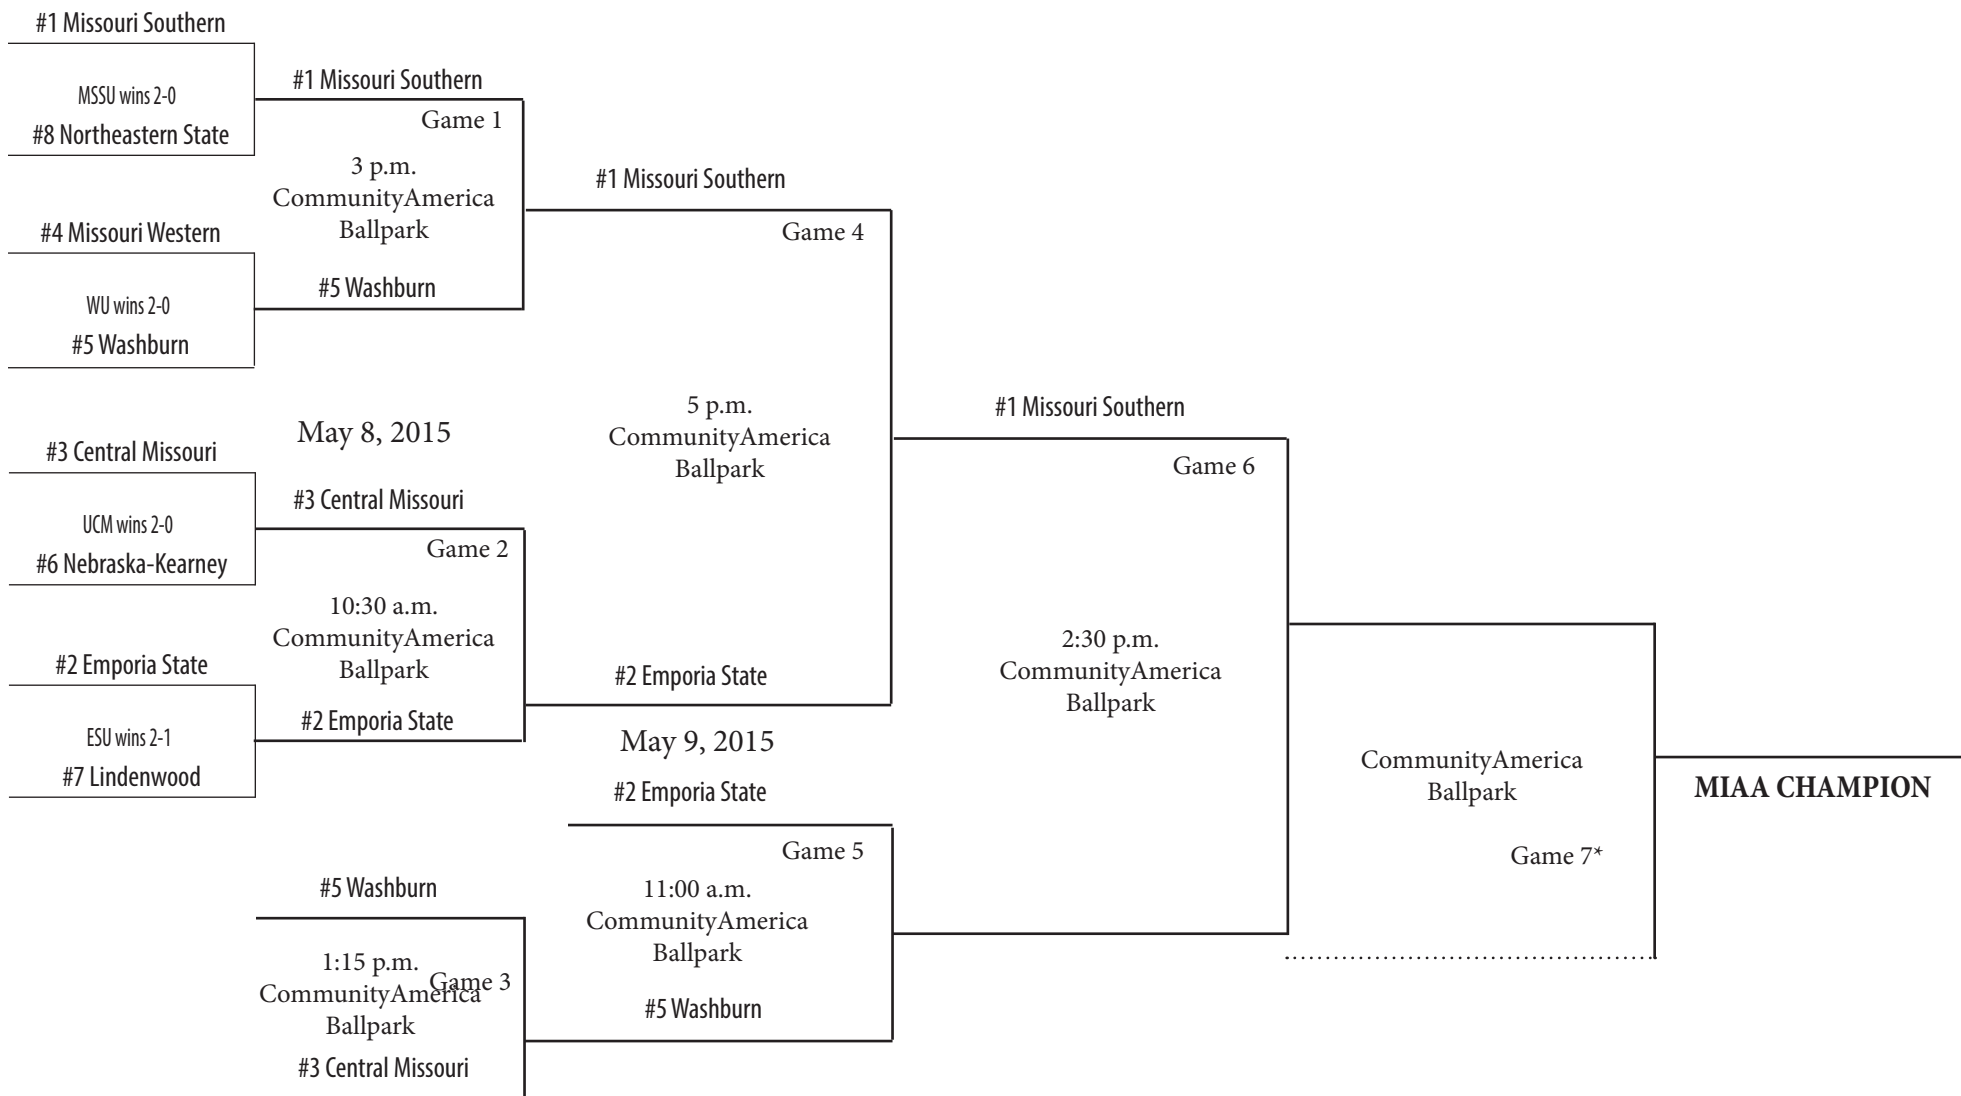 #1 Missouri Southern
MSSU wins 2-0
#8 Northeastern State
#4 Missouri Western
WU wins 2-0
#5 Washburn
#3 Central Missouri
UCM wins 2-0
#6 Nebraska-Kearney
#2 Emporia State
ESU wins 2-1
#7 Lindenwood
#1 Missouri Southern
Game 1
3 p.m.
CommunityAmerica
Ballpark
#5 Washburn
May 8, 2015
#3 Central Missouri
Game 2
10:30 a.m.
CommunityAmerica
Ballpark
#2 Emporia State
#5 Washburn
1:15 p.m.
Game 3
CommunityAmerica
Ballpark
#3 Central Missouri
#1 Missouri Southern
Game 4
5 p.m.
CommunityAmerica
Ballpark
#2 Emporia State
May 9, 2015
#2 Emporia State
Game 5
11:00 a.m.
CommunityAmerica
Ballpark
#5 Washburn
#1 Missouri Southern
Game 6
2:30 p.m.
CommunityAmerica
Ballpark
CommunityAmerica
Ballpark
Game 7*
MIAA CHAMPION